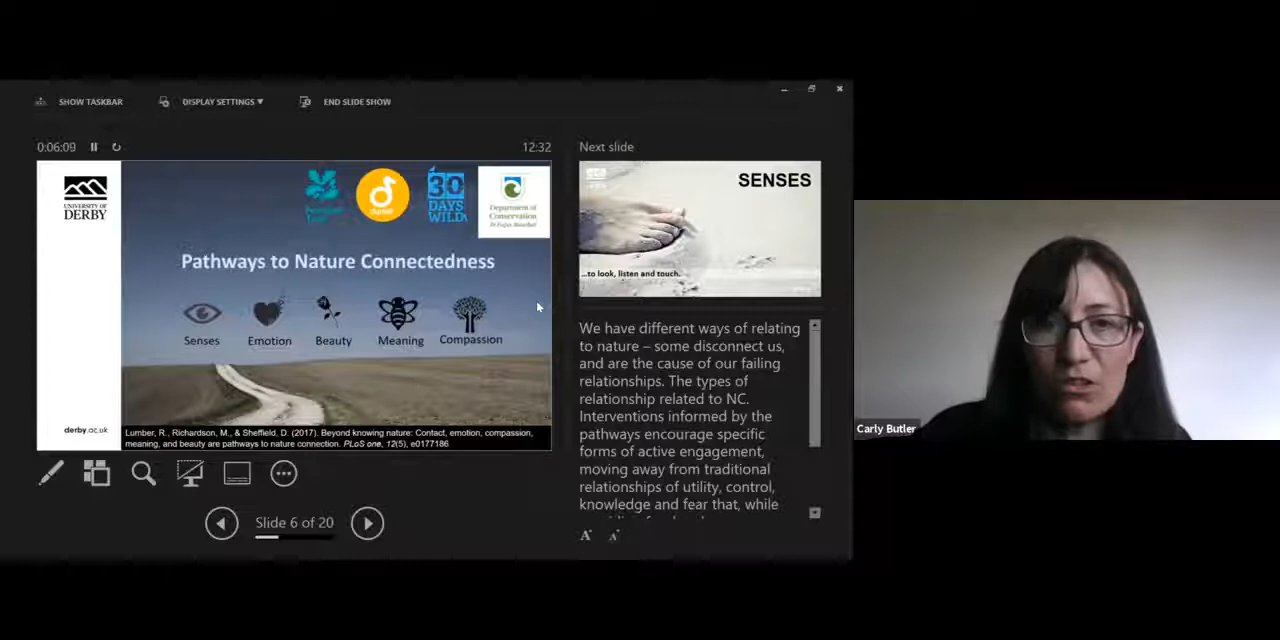 SHOW TASKBAR
DISPLAY SETTINGS ▼
END SLIDE SHOW
0:06:09
12:32
UNIVERSITY OF
DERBY
dumel
30
DAYS
WILD
Department of
Conservation
Te Papa Atawhai
Pathways to Nature Connectedness
Senses
Emotion
Beauty
Meaning
Compassion
derby.ac.uk
Lumber, R., Richardson, M., & Sheffield, D. (2017). Beyond knowing nature: Contact, emotion, compassion,
meaning, and beauty are pathways to nature connection. PLoS one, 12(5), e0177186
Slide 6 of 20
Next slide
SENSES
...to look, listen and touch.
We have different ways of relating
to nature – some disconnect us,
and are the cause of our failing
relationships. The types of
relationship related to NC.
Interventions informed by the
pathways encourage specific
forms of active engagement,
moving away from traditional
relationships of utility, control,
knowledge and fear that, while
A
A
Carly Butler